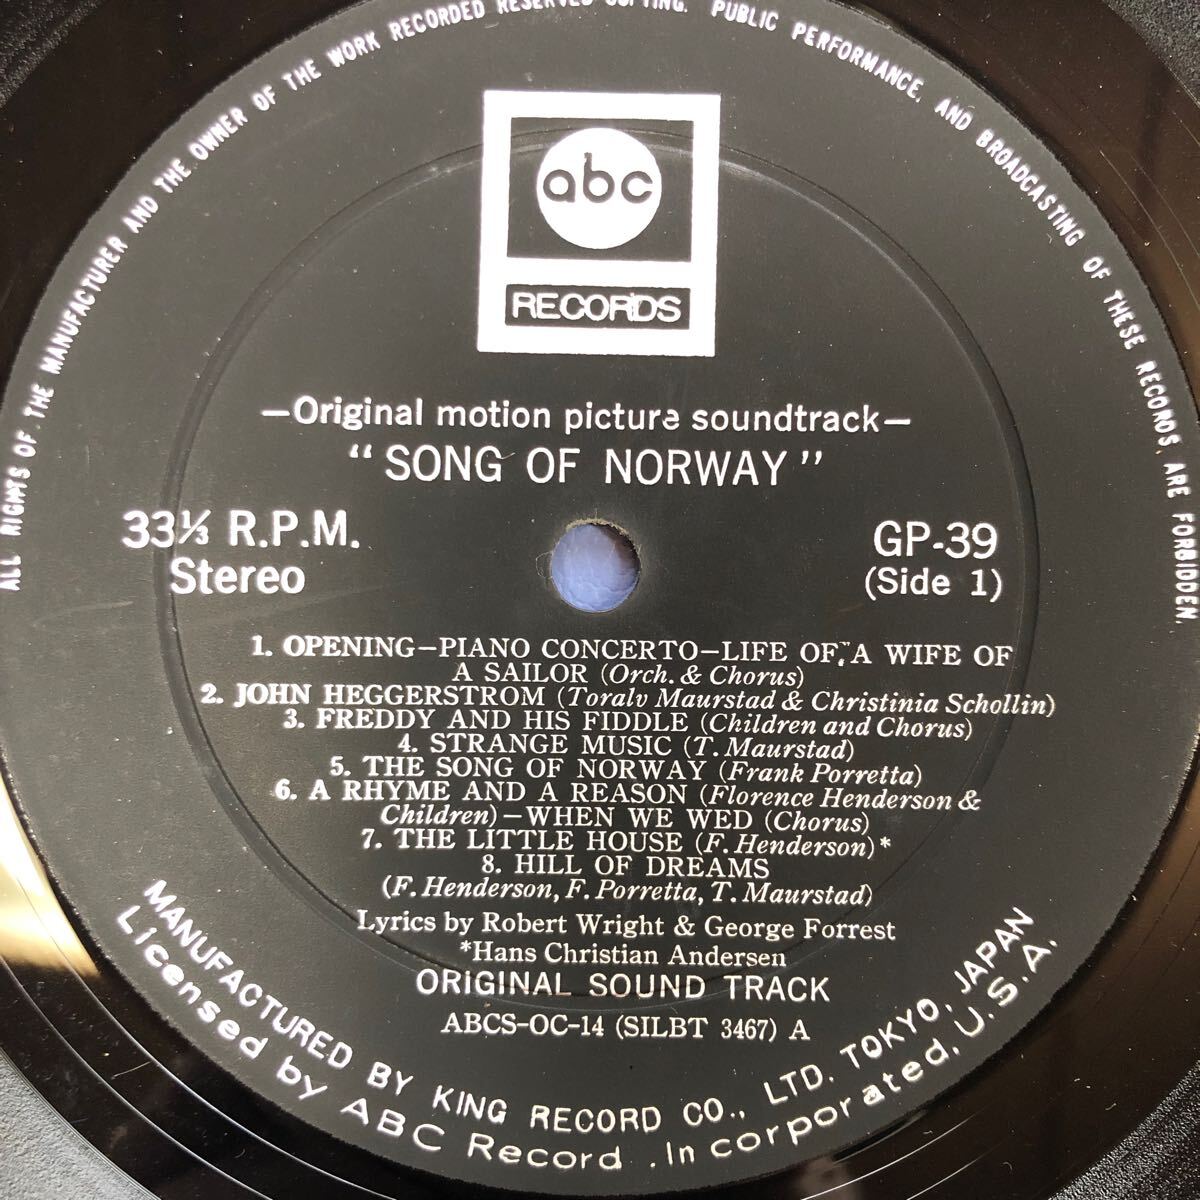 ALL RIGHTS OF THE MANUFACTURER AND THE OWNER OF THE WORK RECORDED RESERVED PUBLIC PERFORMANCE, AND BROADCASTING OF THESE RECONDS ARE FORBIDDEN.
abc
RECORDS
—Original motion picture soundtrack—
"SONG OF NORWAY"
33⅓ R.P.M.
Stereo
GP-39
(Side 1)
1. OPENING—PIANO CONCERTO—LIFE OF A WIFE OF
A SAILOR (Orch. & Chorus)
2. JOHN HEGGERSTROM (Toralv Maurstad & Christinia Schollin)
3. FREDDY AND HIS FIDDLE (Children and Chorus)
4. STRANGE MUSIC (T. Maurstad)
5. THE SONG OF NORWAY (Frank Porretta)
6. A RHYME AND A REASON (Florence Henderson &
Children)—WHEN WE WED (Chorus)
7. THE LITTLE HOUSE (F. Henderson)*
8. HILL OF DREAMS
(F. Henderson, F. Porretta, T. Maurstad)
Lyrics by Robert Wright & George Forrest
*Hans Christian Andersen
ORIGINAL SOUND TRACK
ABCS-OC-14 (SILBT 3467) A
MANUFACTURED BY KING RECORD CO., LTD. TOKYO, JAPAN
Licensed by ABC Record .Incorporated, U.S.A.